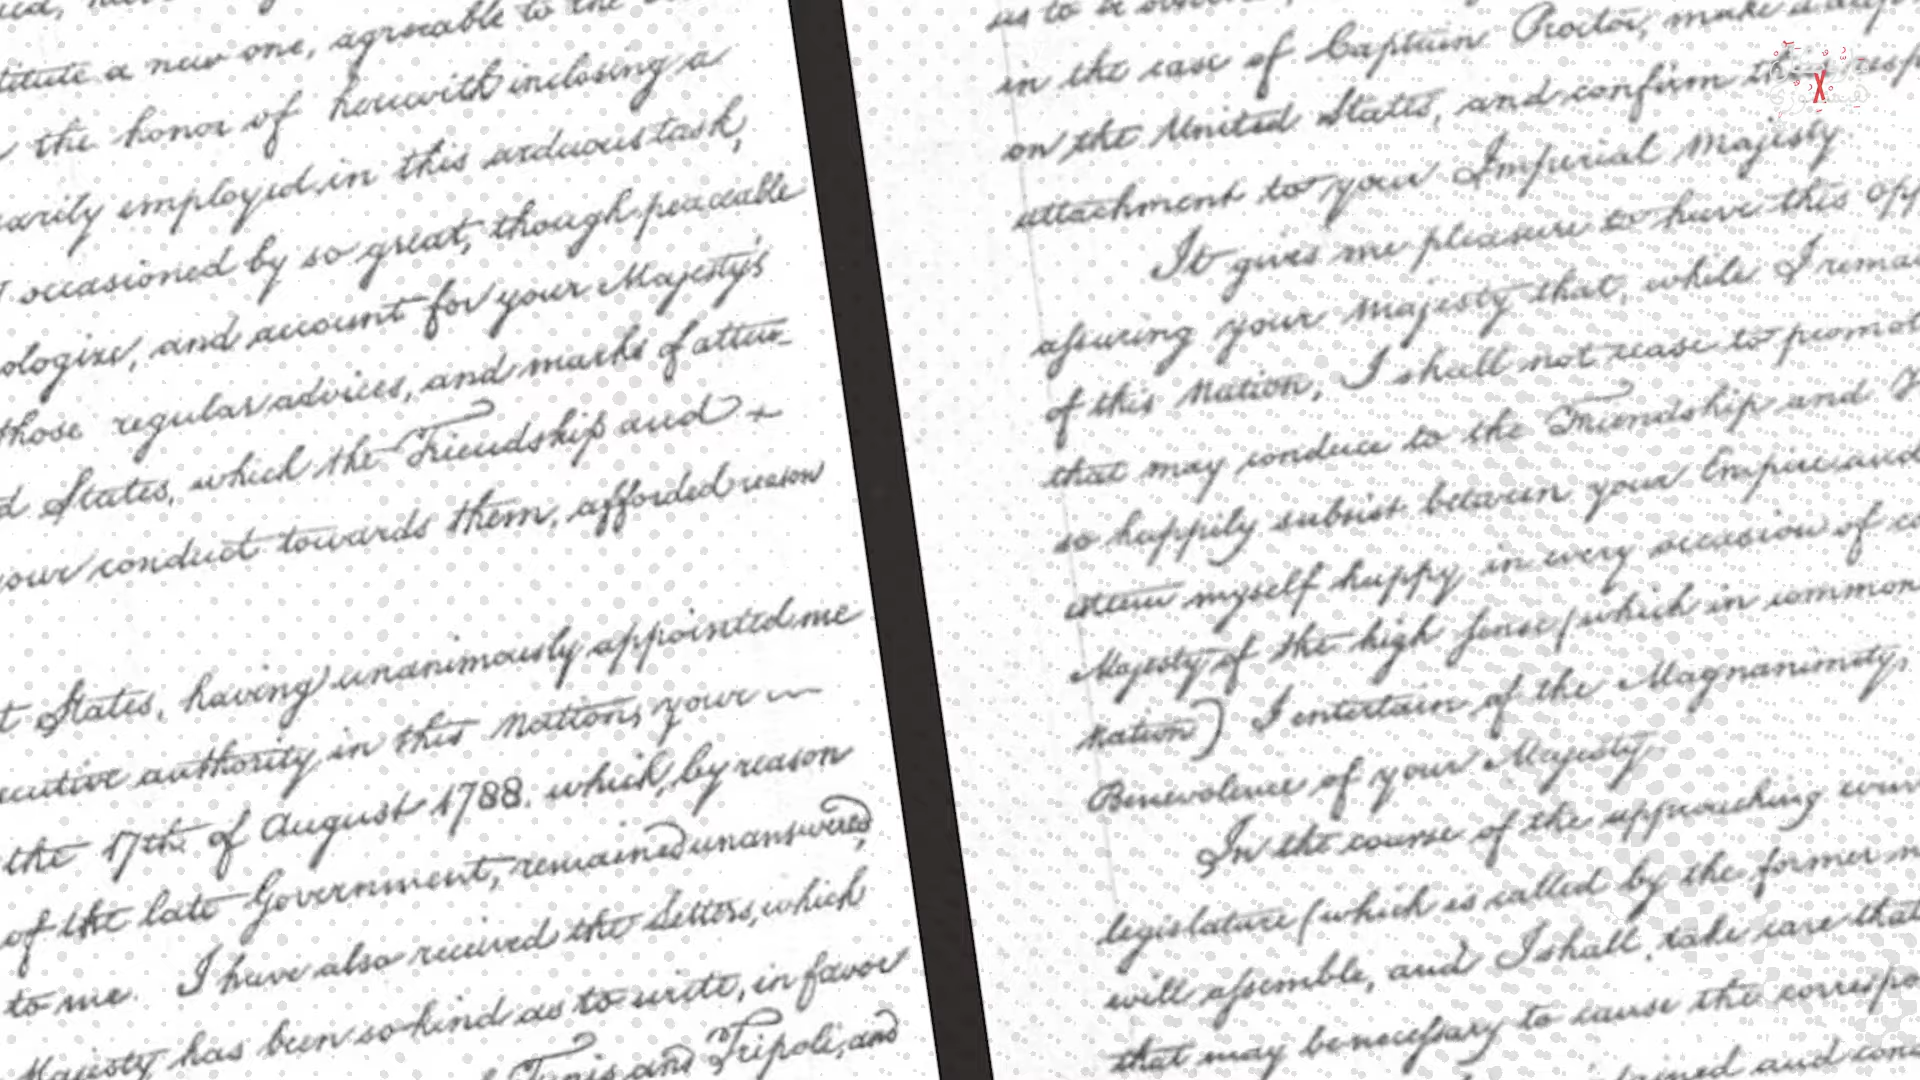 stitute a new one, agreeable to the
the honor of herewith inclosing a
arily employed, in this arduous task,
occasioned by so great, though peaceable
ologize, and account for your Majesty's
those regular advices, and marks of atten-
d States, which the Friendship and
your conduct towards them, afforded reason
t States, having unanimously appointed me
ecutive authority in this Nation, your
the 17th of August 1788. which, by reason
of the late Government, remained unanswered,
to me. I have also received the Letters, which
Majesty has been so kind as to write, in favor
Tunis and Tripoli, and
in the case of Captain Proctor, make a
on the United States, and confirm
attachment to your Imperial Majesty.
It gives me pleasure to have this opp
assuring your majesty that, while I remai
of this Nation, I shall not cease to promot
that may conduce to the Friendship and
so happily subsist between your Empire and
esteem myself happy in every occasion of co
Majesty of the high sense (which in common
nation) I entertain of the Magnanimity,
Benevolence of your Majesty
In the course of the approaching
legislature (which is called by the former
will assemble, and I shall take care that
that may be necessary to cause the correspo
and